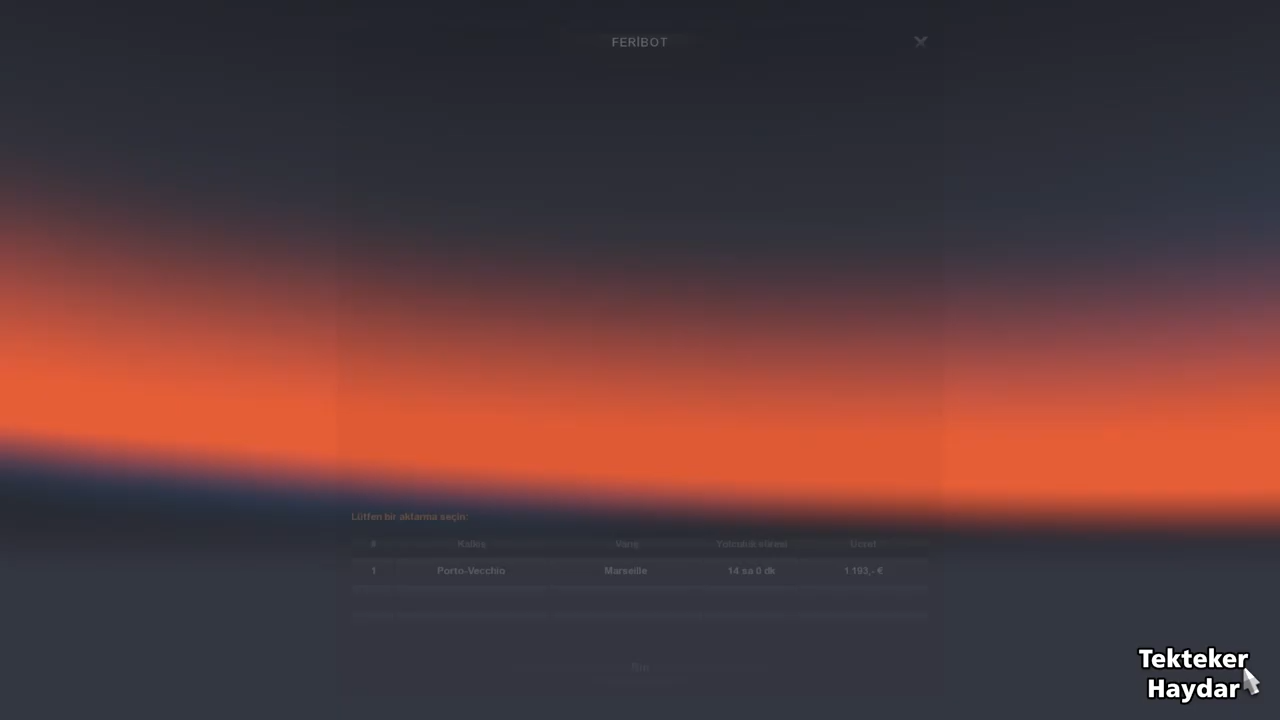 FERİBOT
Lütfen bir aktarma seçin:
# Kalkış Varış Yolculuk süresi Ücret
1 Porto-Vecchio Marseille 14 sa 0 dk 1 193,- €
Tekteker
Haydar